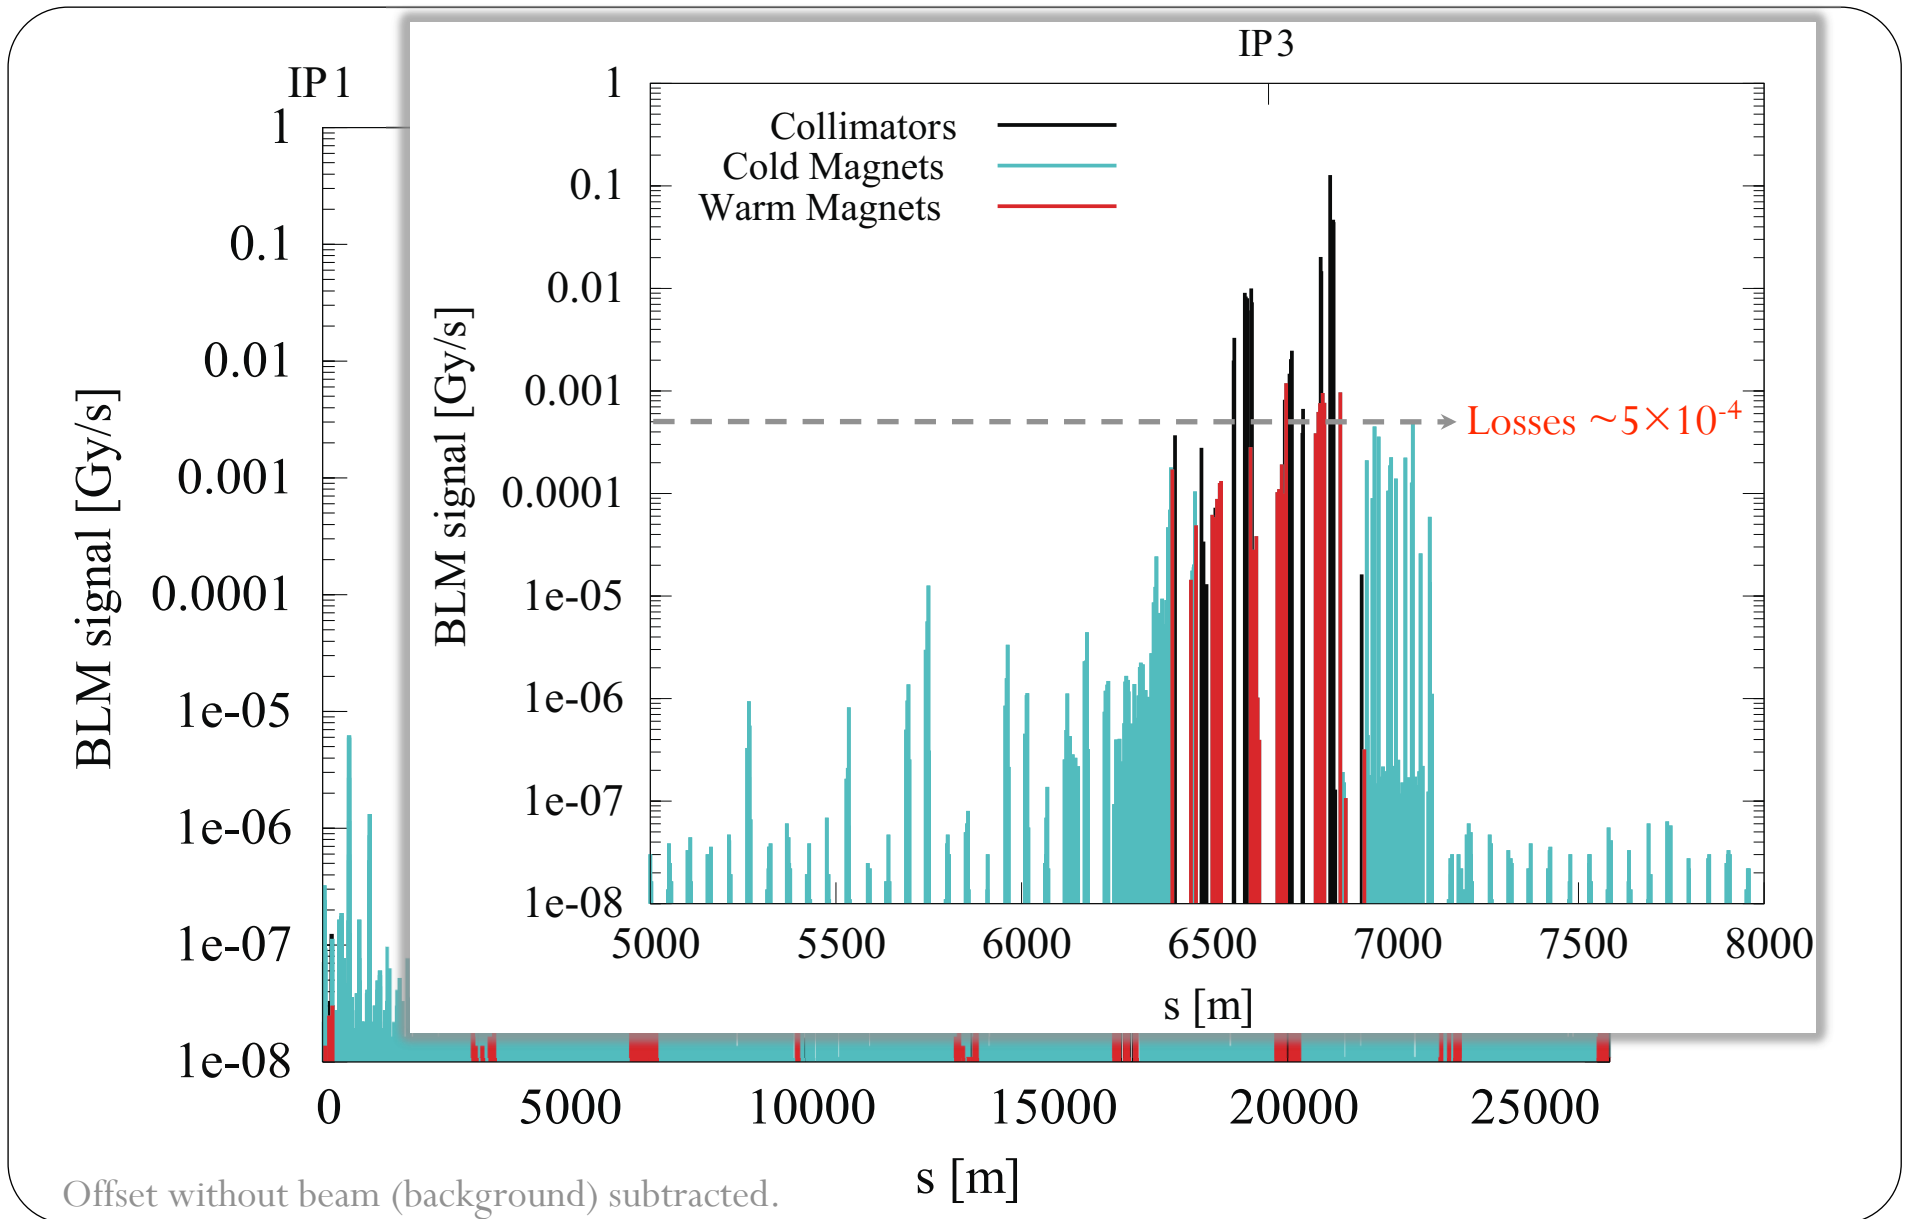 IP 1
1
0.1
0.01
0.001
0.0001
1e-05
1e-06
1e-07
1e-08
BLM signal [Gy/s]
0 5000 10000 15000 20000 25000
s [m]
IP 3
1
0.1
0.01
0.001
0.0001
1e-05
1e-06
1e-07
1e-08
BLM signal [Gy/s]
Collimators
Cold Magnets
Warm Magnets
Losses ~5×10⁻⁴
5000 5500 6000 6500 7000 7500 8000
s [m]
Offset without beam (background) subtracted.